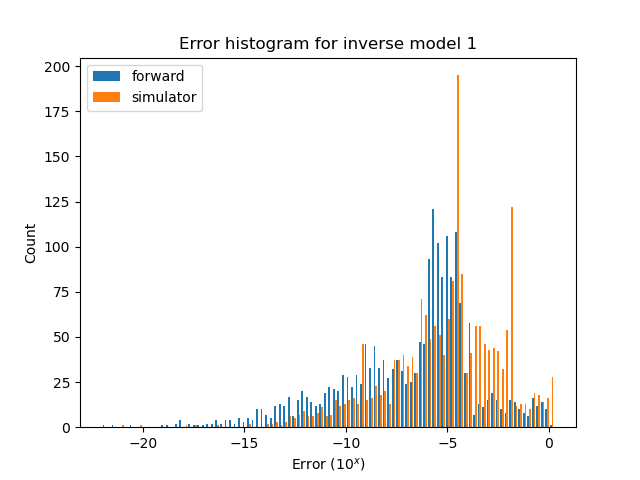 Error histogram for inverse model 1
forward
simulator
200
175
150
125
100
75
50
25
0
Count
−20 −15 −10 −5 0
Error (10^x)